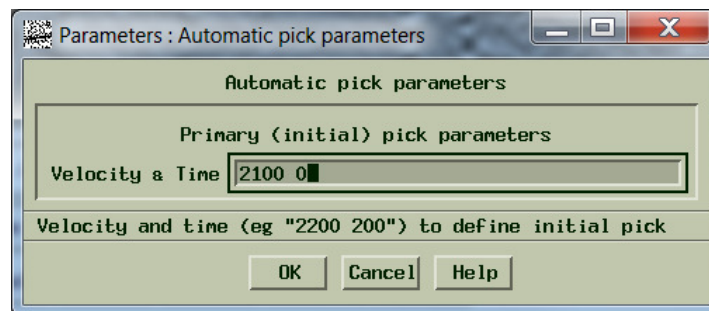 Parameters : Automatic pick parameters
Automatic pick parameters
Primary (initial) pick parameters
Velocity & Time 2100 0
Velocity and time (eg "2200 200") to define initial pick
OK Cancel Help